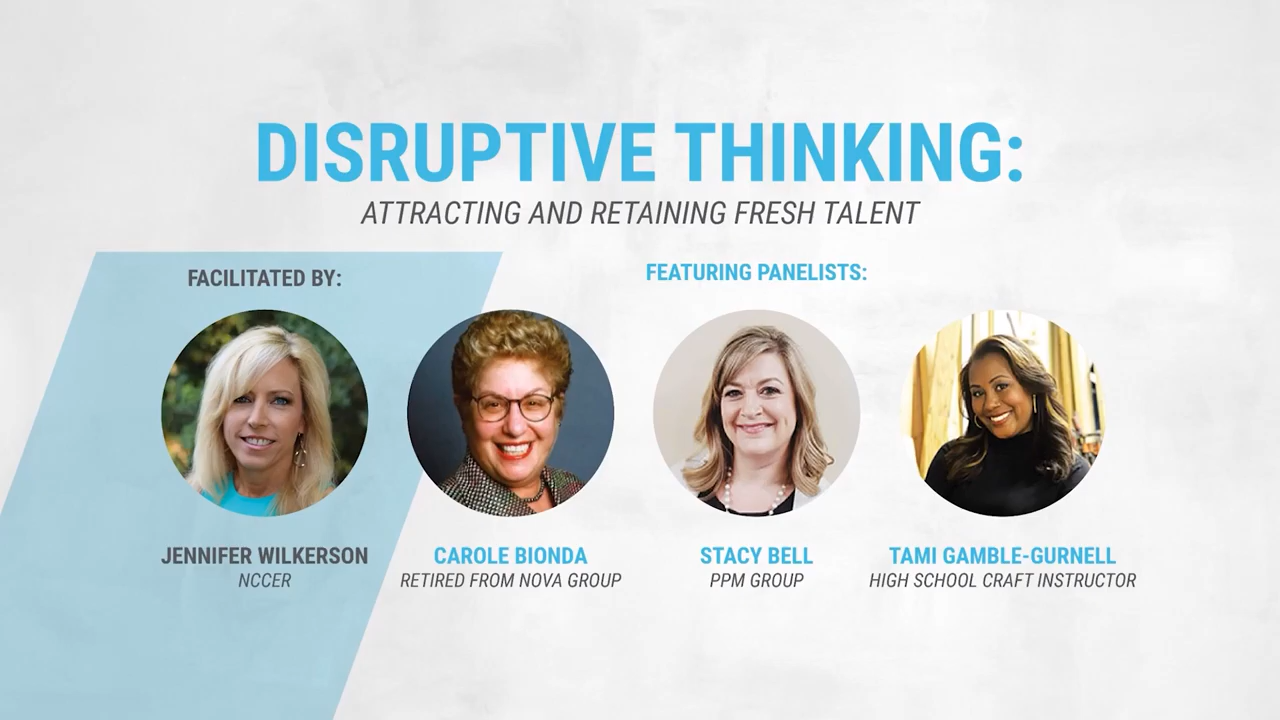 DISRUPTIVE THINKING:
ATTRACTING AND RETAINING FRESH TALENT
FACILITATED BY:
FEATURING PANELISTS:
JENNIFER WILKERSON
NCCER
CAROLE BIONDA
RETIRED FROM NOVA GROUP
STACY BELL
PPM GROUP
TAMI GAMBLE-GURNELL
HIGH SCHOOL CRAFT INSTRUCTOR